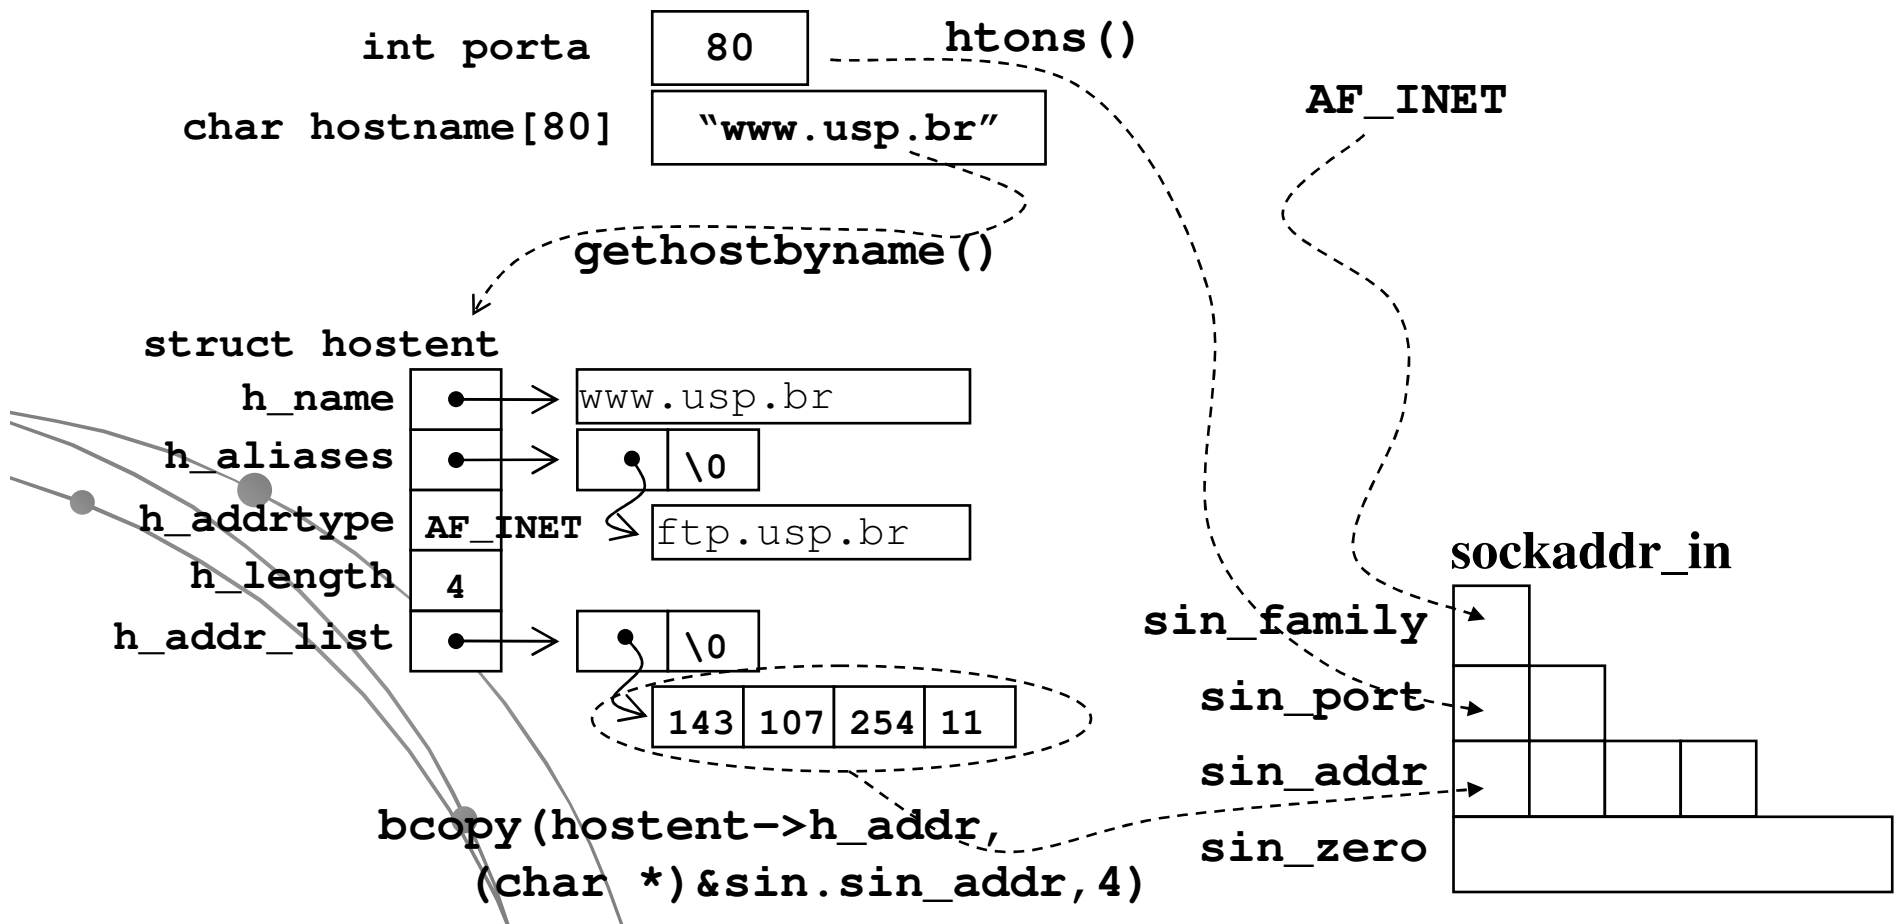 int porta 80 htons()
AF_INET
char hostname[80] “www.usp.br”
gethostbyname()
struct hostent
h_name www.usp.br
h_aliases \0
h_addrtype AF_INET ftp.usp.br
sockaddr_in
h_length 4
sin_family
h_addr_list \0
sin_port
143 107 254 11
sin_addr
bcopy(hostent->h_addr,
sin_zero
(char *)&sin.sin_addr,4)